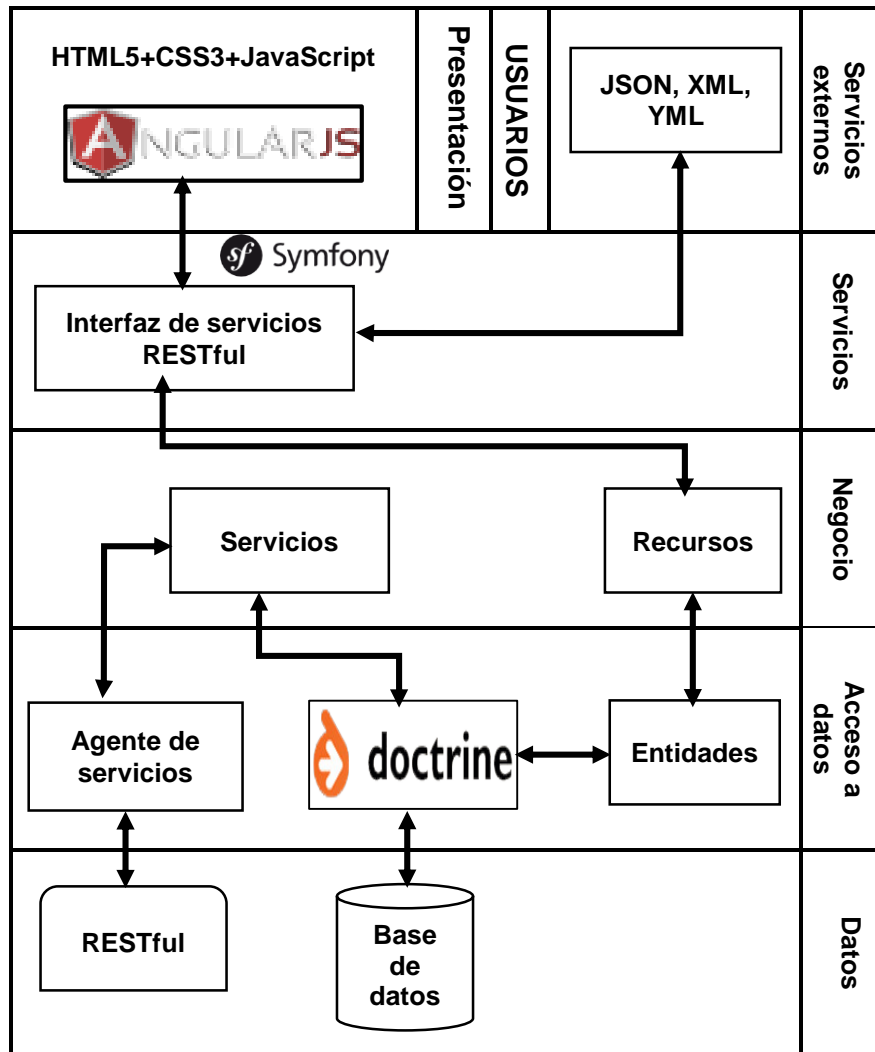 HTML5+CSS3+JavaScript
ANGULARJS
Presentación
USUARIOS
JSON, XML,
YML
Servicios
externos
sf Symfony
Interfaz de servicios
RESTful
Servicios
Servicios
Recursos
Negocio
Agente de
servicios
doctrine
Entidades
Acceso a
datos
RESTful
Base
de
datos
Datos